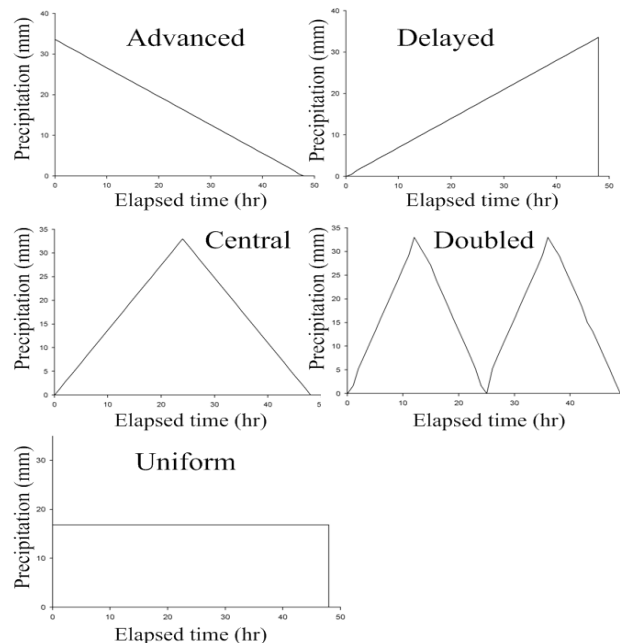 Advanced
Precipitation (mm)
40
30
20
10
0
0 10 20 30 40 50
Elapsed time (hr)
Delayed
Precipitation (mm)
40
30
20
10
0
0 10 20 30 40 50
Elapsed time (hr)
Central
Precipitation (mm)
35
30
25
20
15
10
5
0
0 10 20 30 40 5
Elapsed time (hr)
Doubled
Precipitation (mm)
35
30
25
20
15
10
5
0
0 10 20 30 40
Elapsed time (hr)
Uniform
Precipitation (mm)
30
20
10
0
0 10 20 30 40 50
Elapsed time (hr)